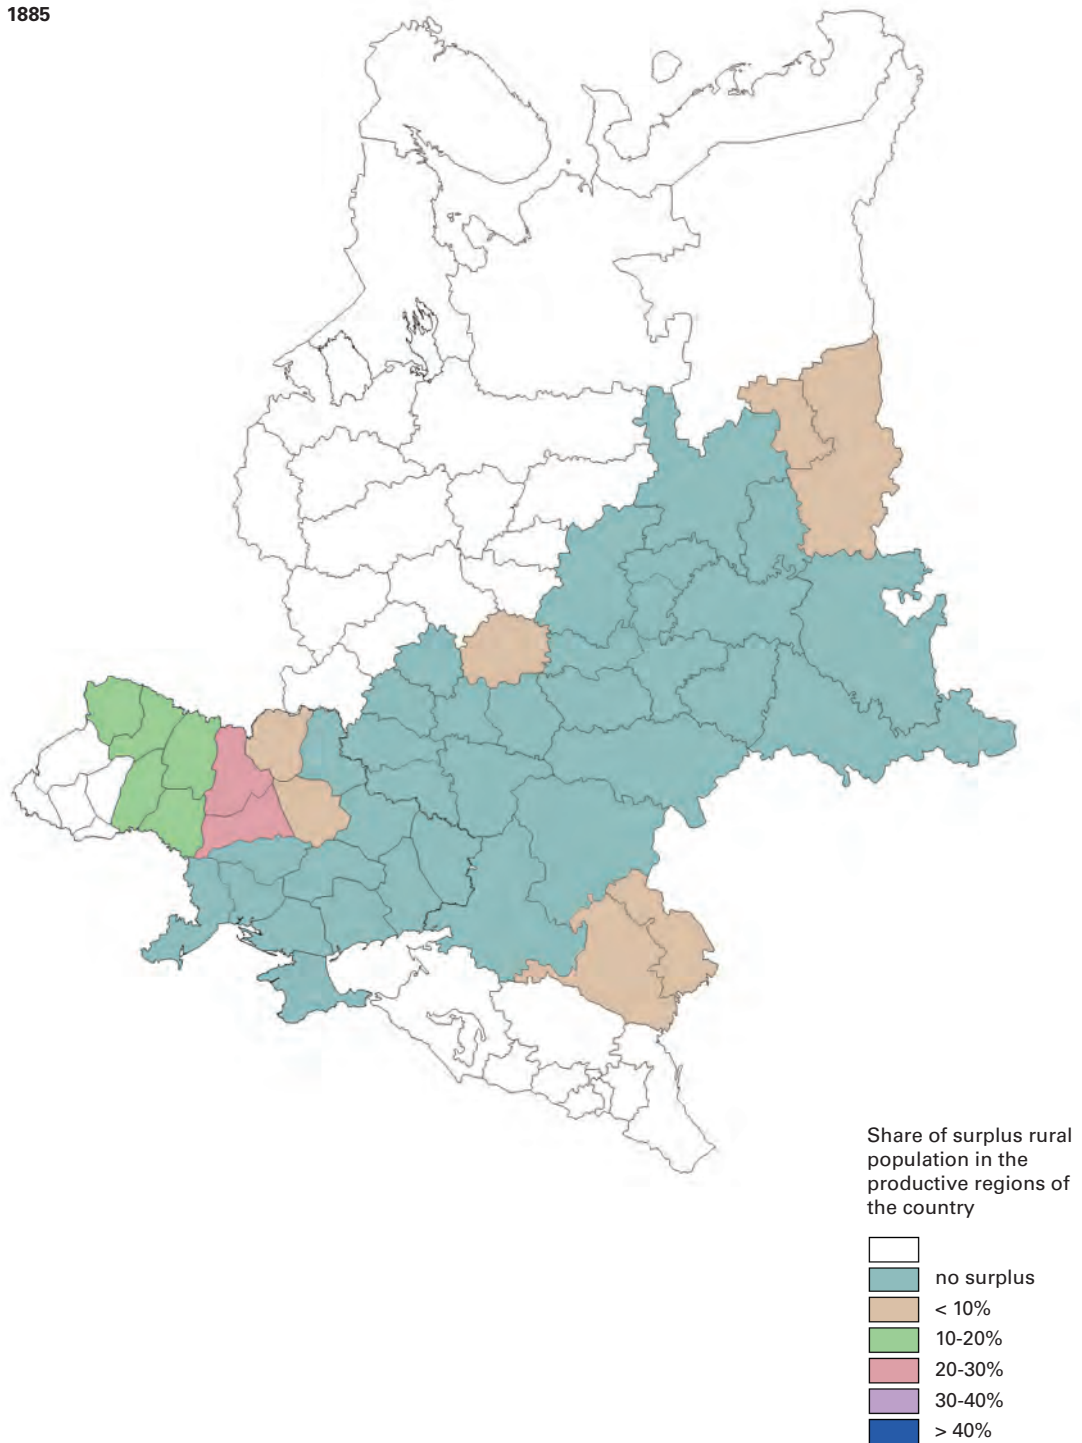 1885
Share of surplus rural
population in the
productive regions of
the country
no surplus
< 10%
10-20%
20-30%
30-40%
> 40%